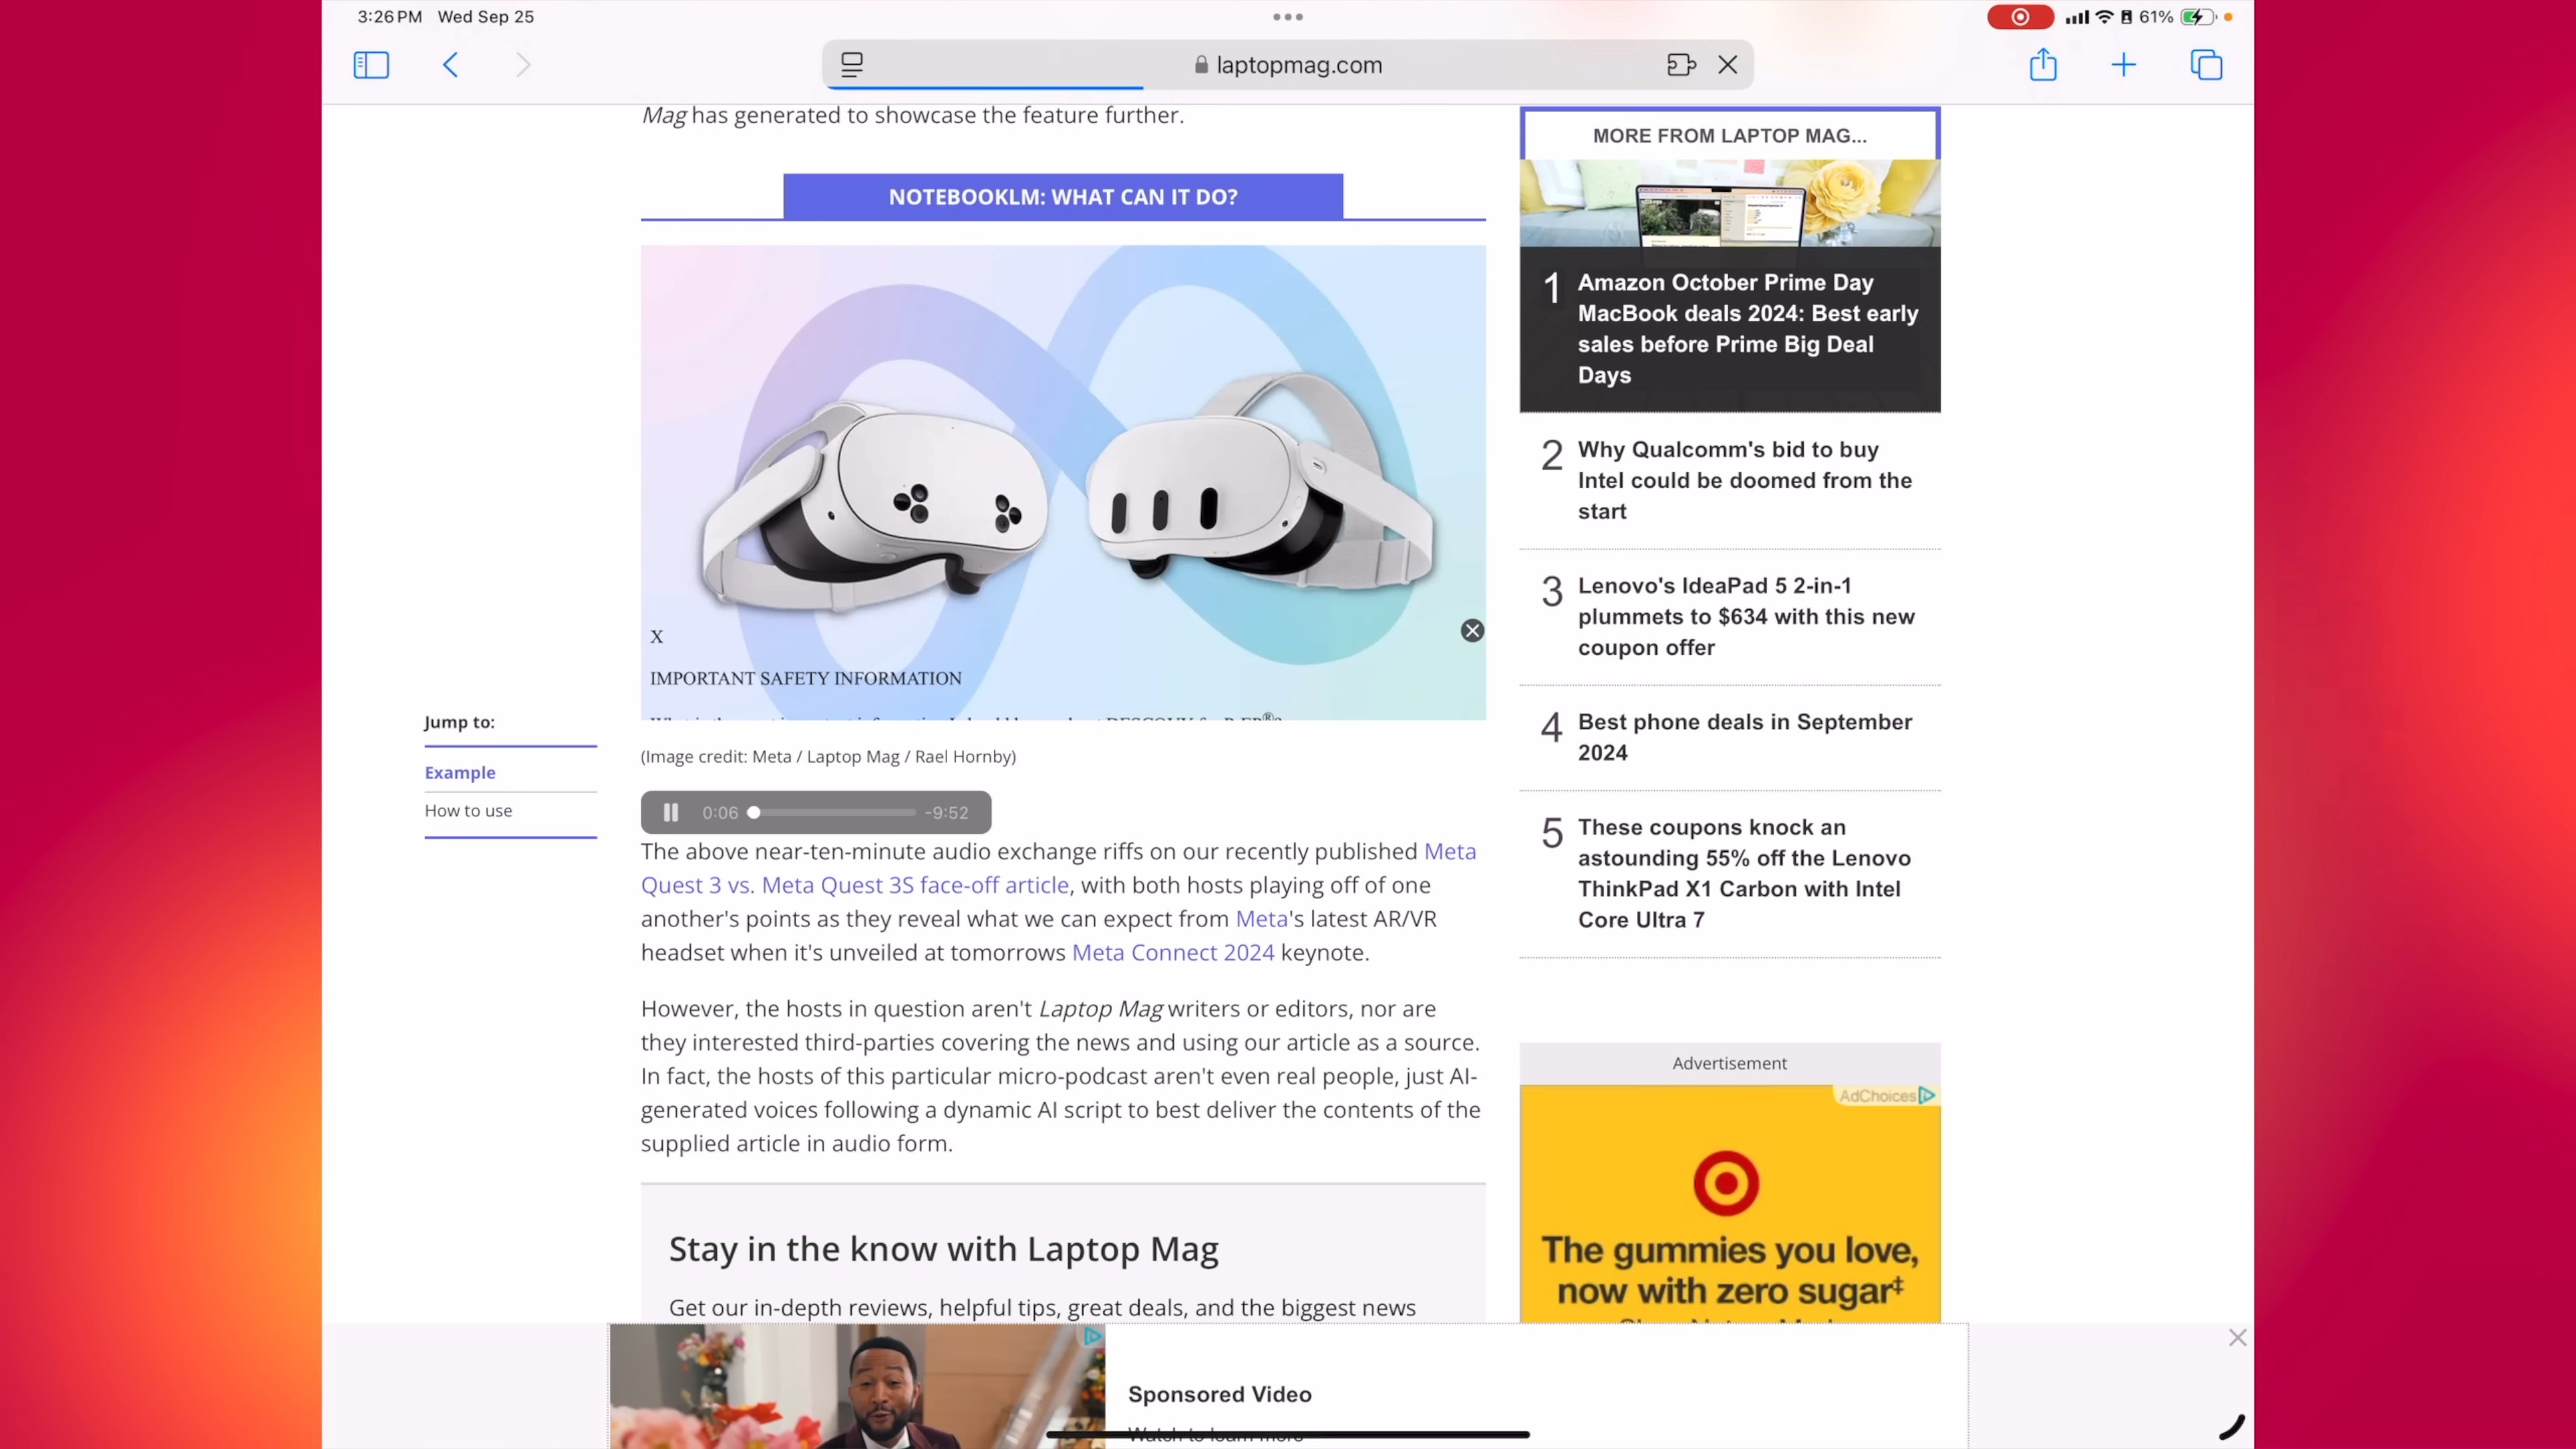 3:26 PM Wed Sep 25
61%
laptopmag.com
Mag has generated to showcase the feature further.
NOTEBOOKLM: WHAT CAN IT DO?
X
IMPORTANT SAFETY INFORMATION
(Image credit: Meta / Laptop Mag / Rael Hornby)
Jump to:
Example
How to use
0:06 -9:52
The above near-ten-minute audio exchange riffs on our recently published Meta
Quest 3 vs. Meta Quest 3S face-off article, with both hosts playing off of one
another's points as they reveal what we can expect from Meta's latest AR/VR
headset when it's unveiled at tomorrows Meta Connect 2024 keynote.
However, the hosts in question aren't Laptop Mag writers or editors, nor are
they interested third-parties covering the news and using our article as a source.
In fact, the hosts of this particular micro-podcast aren't even real people, just AI-
generated voices following a dynamic AI script to best deliver the contents of the
supplied article in audio form.
Stay in the know with Laptop Mag
Get our in-depth reviews, helpful tips, great deals, and the biggest news
MORE FROM LAPTOP MAG...
1 Amazon October Prime Day
MacBook deals 2024: Best early
sales before Prime Big Deal
Days
2 Why Qualcomm's bid to buy
Intel could be doomed from the
start
3 Lenovo's IdeaPad 5 2-in-1
plummets to $634 with this new
coupon offer
4 Best phone deals in September
2024
5 These coupons knock an
astounding 55% off the Lenovo
ThinkPad X1 Carbon with Intel
Core Ultra 7
Advertisement
AdChoices
The gummies you love,
now with zero sugar‡
Sponsored Video
Watch to learn more